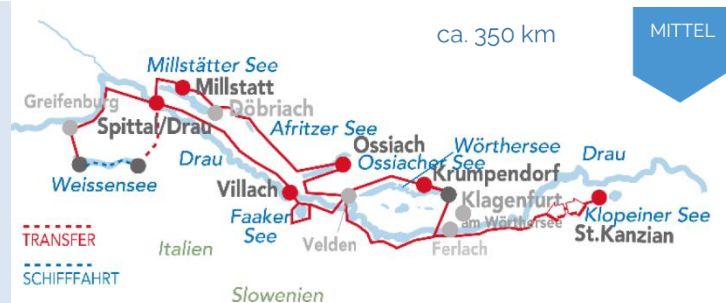 ca. 350 km
MITTEL
Millstätter See
Millstatt
Greifenburg
Döbriach
Spittal/Drau
Afritzer See
Ossiach
Wörthersee
Drau
Ossiacher See
Drau
Krumpendorf
Weissensee
Villach
Klagenfurt
am Wörthersee
Klopeiner See
Faaker
See
St.Kanzian
TRANSFER
Italien
Velden
Ferlach
SCHIFFFAHRT
Slowenien